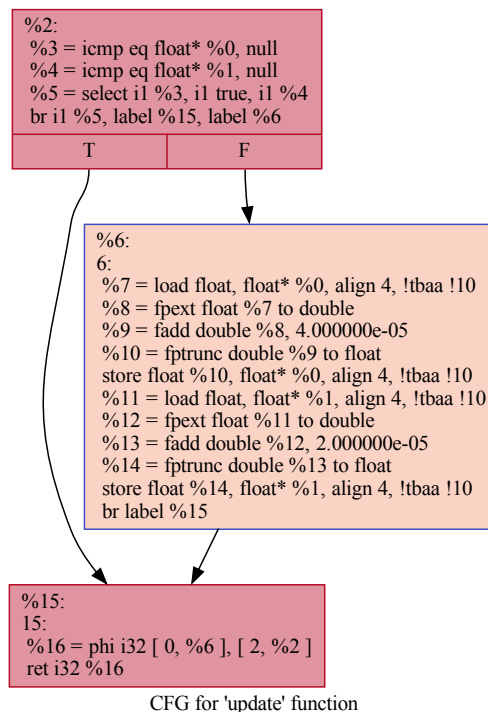 %2:
%3 = icmp eq float* %0, null
%4 = icmp eq float* %1, null
%5 = select i1 %3, i1 true, i1 %4
br i1 %5, label %15, label %6
T F
%6:
6:
%7 = load float, float* %0, align 4, !tbaa !10
%8 = fpext float %7 to double
%9 = fadd double %8, 4.000000e-05
%10 = fptrunc double %9 to float
store float %10, float* %0, align 4, !tbaa !10
%11 = load float, float* %1, align 4, !tbaa !10
%12 = fpext float %11 to double
%13 = fadd double %12, 2.000000e-05
%14 = fptrunc double %13 to float
store float %14, float* %1, align 4, !tbaa !10
br label %15
%15:
15:
%16 = phi i32 [ 0, %6 ], [ 2, %2 ]
ret i32 %16
CFG for 'update' function